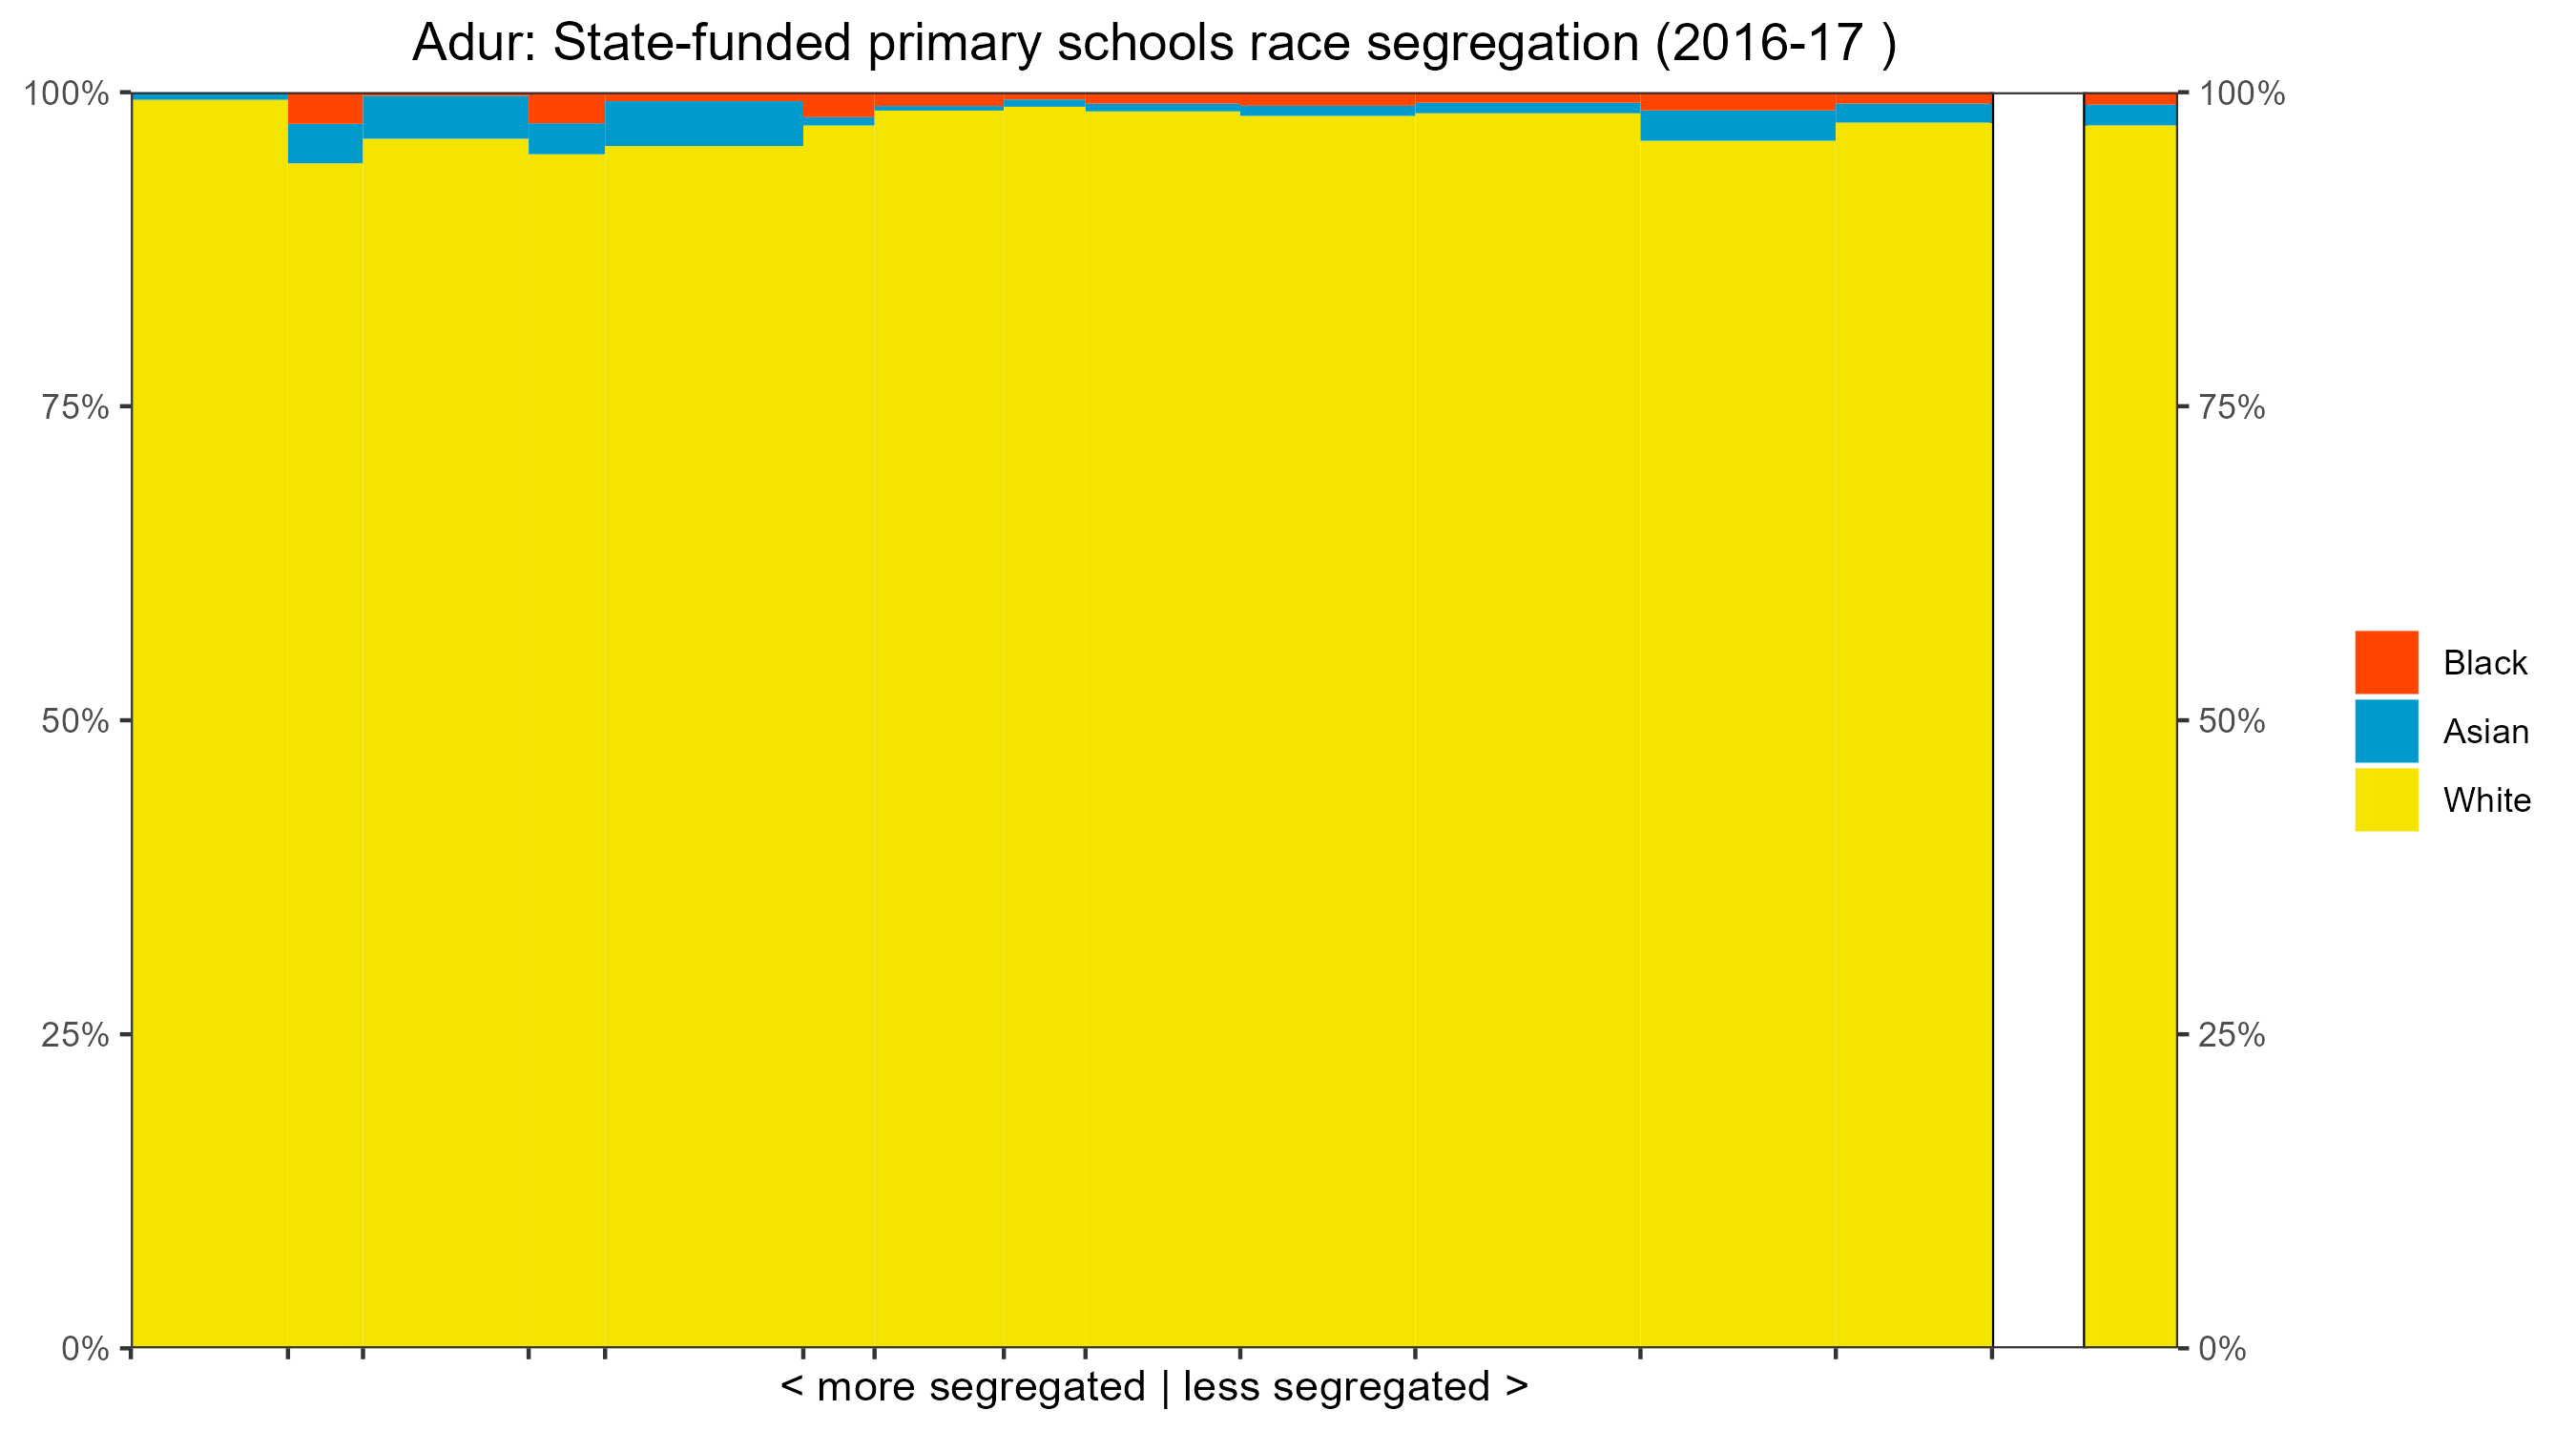 Adur: State-funded primary schools race segregation (2016-17 )
100%
75%
50%
25%
0%
100%
75%
50%
25%
0%
Black
Asian
White
< more segregated | less segregated >